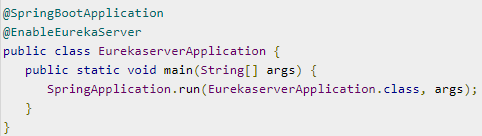 @SpringBootApplication
@EnableEurekaServer
public class EurekaserverApplication {
   public static void main(String[] args) {
      SpringApplication.run(EurekaserverApplication.class, args);
   }
}